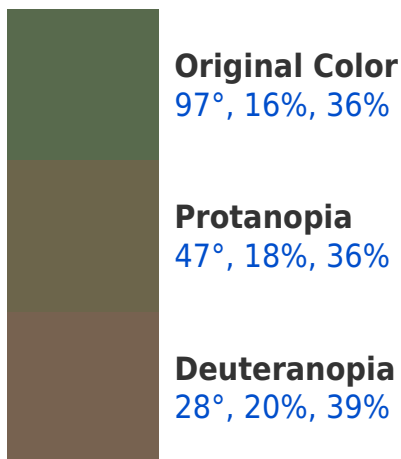 Original Color
97°, 16%, 36%
Protanopia
47°, 18%, 36%
Deuteranopia
28°, 20%, 39%